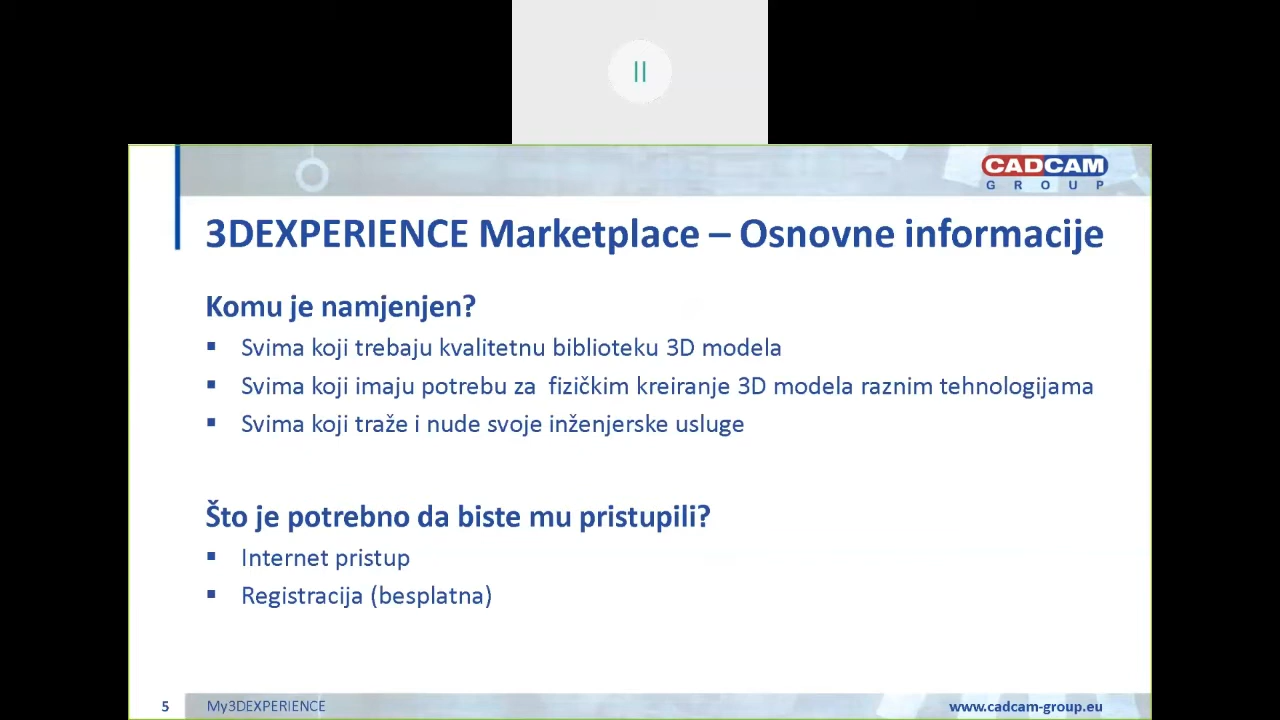 CADCAM
GROUP
3DEXPERIENCE Marketplace – Osnovne informacije
Komu je namjenjen?
▪ Svima koji trebaju kvalitetnu biblioteku 3D modela
▪ Svima koji imaju potrebu za  fizičkim kreiranje 3D modela raznim tehnologijama
▪ Svima koji traže i nude svoje inženjerske usluge
Što je potrebno da biste mu pristupili?
▪ Internet pristup
▪ Registracija (besplatna)
5 My3DEXPERIENCE www.cadcam-group.eu